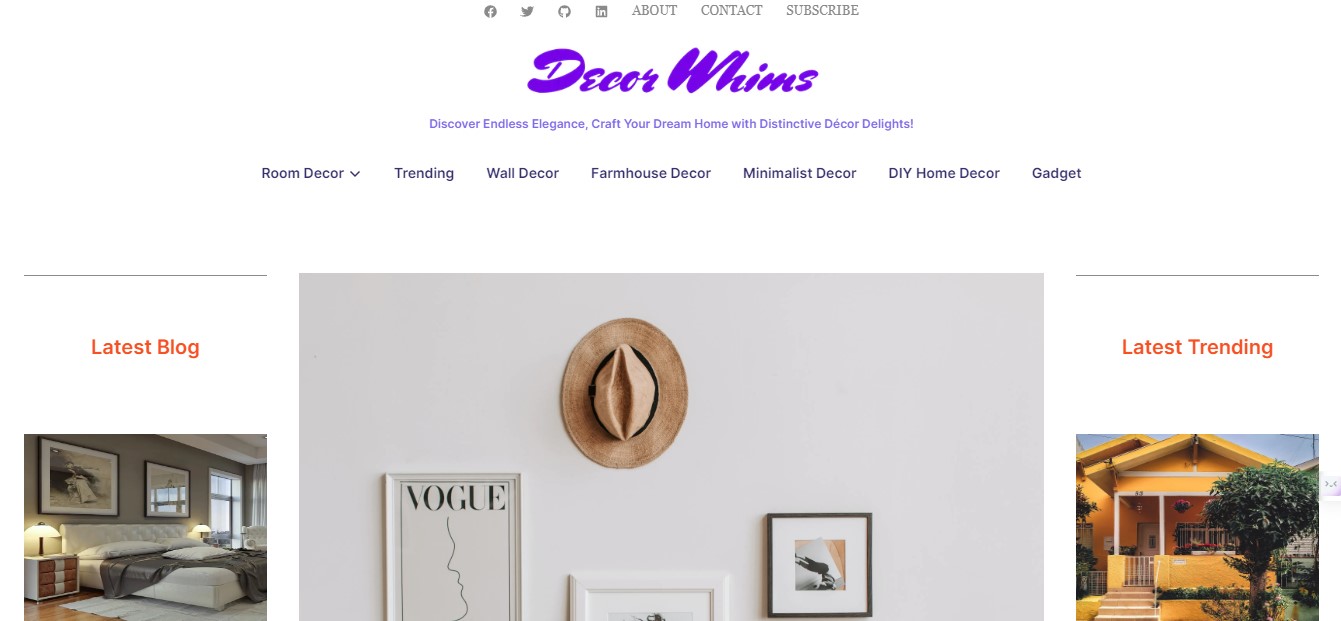 ABOUT CONTACT SUBSCRIBE
Decor Whims
Discover Endless Elegance, Craft Your Dream Home with Distinctive Décor Delights!
Room Decor Trending Wall Decor Farmhouse Decor Minimalist Decor DIY Home Decor Gadget
Latest Blog
Latest Trending
VOGUE
53